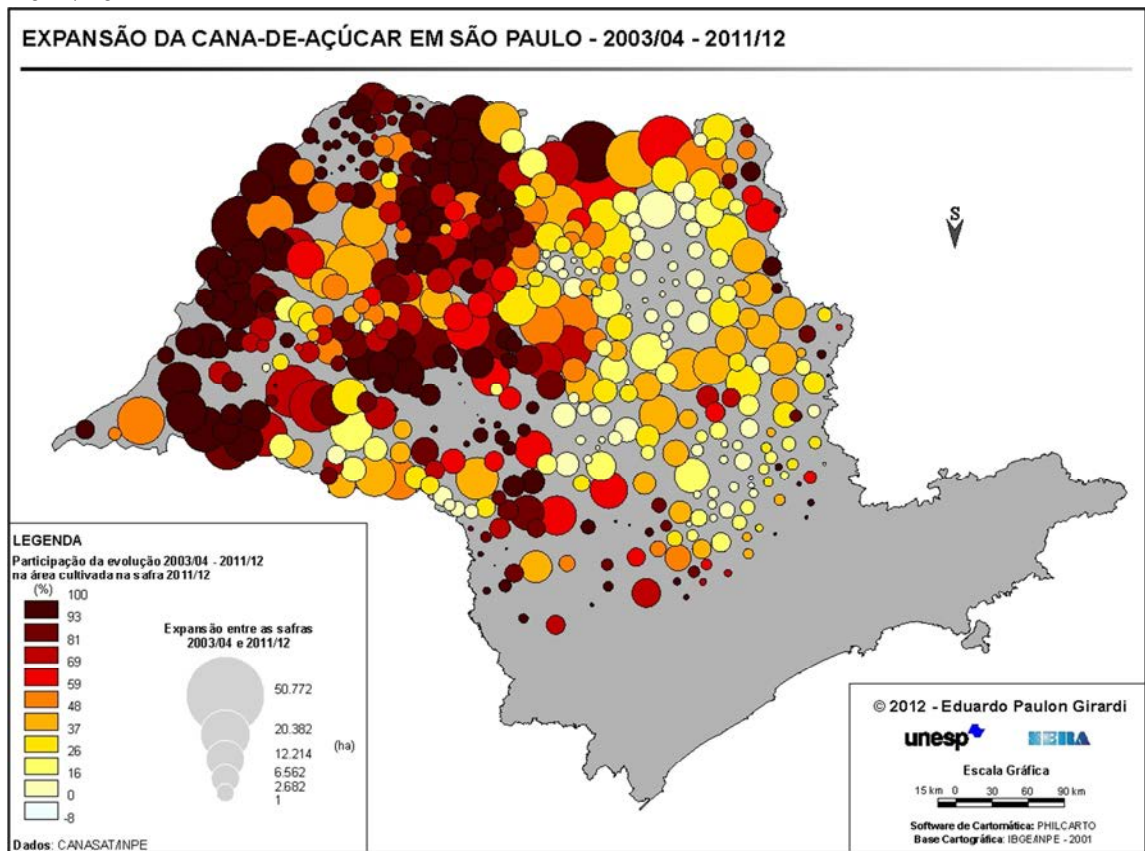 EXPANSÃO DA CANA-DE-AÇÚCAR EM SÃO PAULO - 2003/04 - 2011/12
S
LEGENDA
Participação da evolução 2003/04 - 2011/12
na área cultivada na safra 2011/12
(%)
100
93
81
69
59
48
37
26
16
0
-8
Expansão entre as safras
2003/04 e 2011/12
50.772
20.382
12.214
6.562
2.682
1
(ha)
Dados: CANASAT/INPE
© 2012 - Eduardo Paulon Girardi
unesp
Escala Gráfica
15 km 0 30 60 90 km
Software de Cartomática: PHILCARTO
Base Cartográfica: IBGE/INPE - 2001